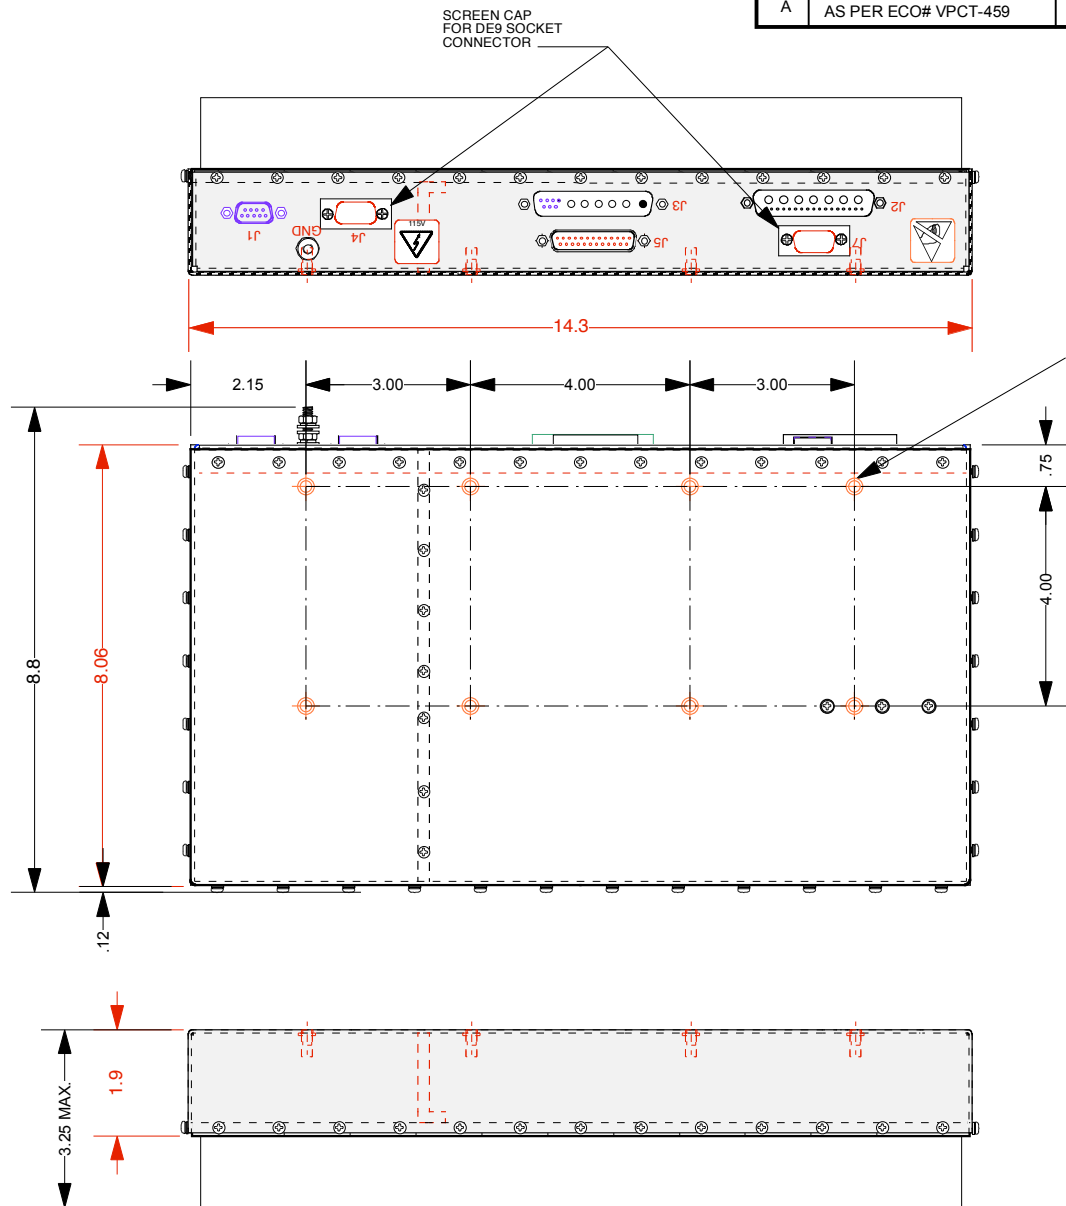 A
AS PER ECO# VPCT-459
SCREEN CAP
FOR DE9 SOCKET
CONNECTOR
J1
GND
J4
115V
J3
J5
J2
J7
14.3
2.15
3.00
4.00
3.00
.75
4.00
8.8
8.06
.12
1.9
3.25 MAX.